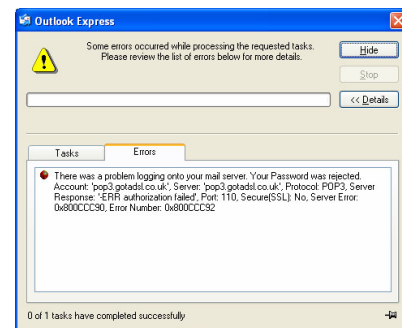 Outlook Express
Some errors occurred while processing the requested tasks.
Please review the list of errors below for more details.
Hide
Stop
<< Details
Tasks
Errors
There was a problem logging onto your mail server. Your Password was rejected.
Account: 'pop3.gotadsl.co.uk', Server: 'pop3.gotadsl.co.uk', Protocol: POP3, Server
Response: '-ERR authorization failed', Port: 110, Secure(SSL): No, Server Error:
0x800CCC90, Error Number: 0x800CCC92
0 of 1 tasks have completed successfully